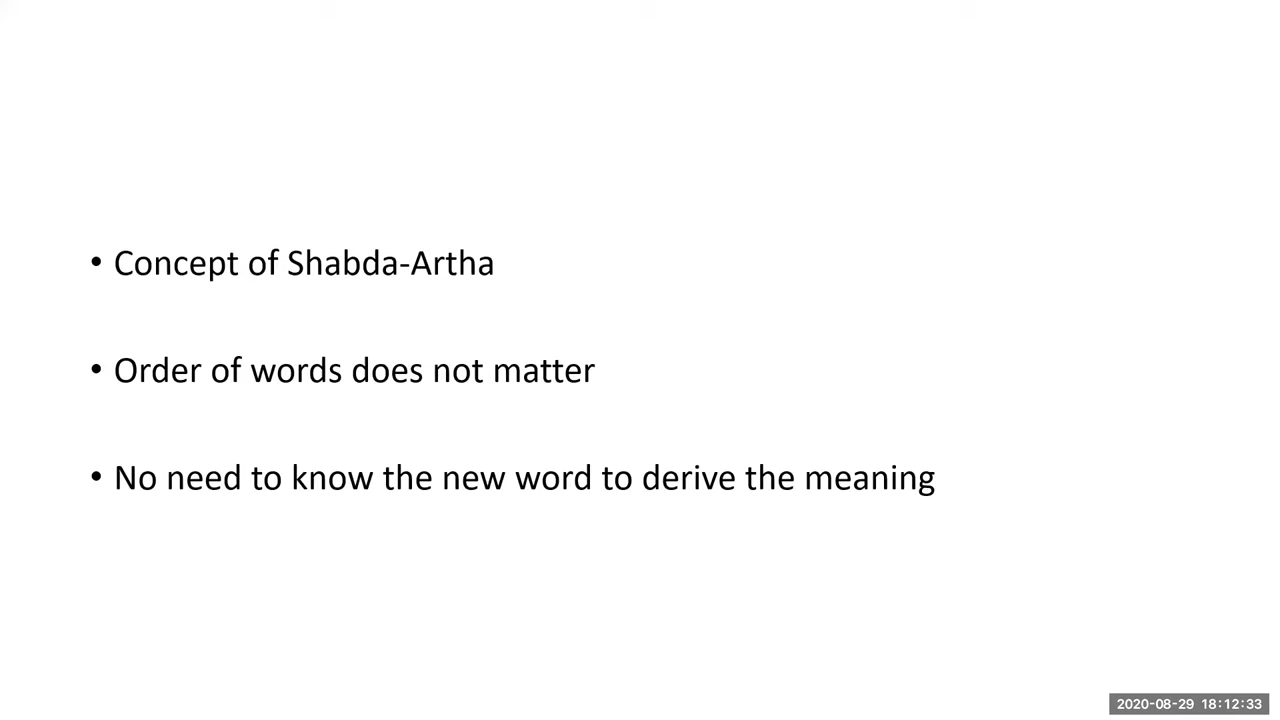 • Concept of Shabda-Artha
• Order of words does not matter
• No need to know the new word to derive the meaning
2020-08-29 18:12:33